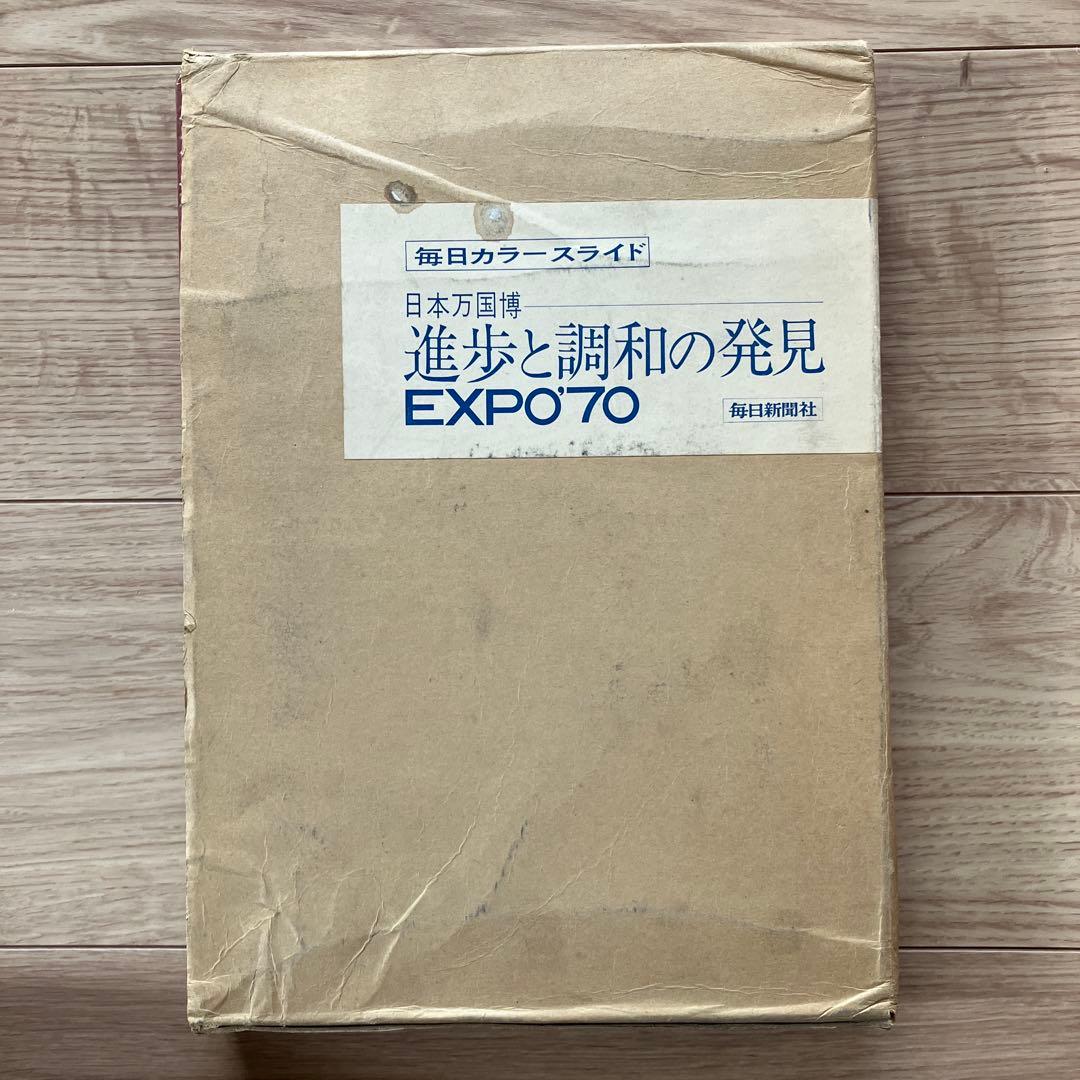 毎日カラースライド
日本万国博
進歩と調和の発見
EXPO'70
毎日新聞社